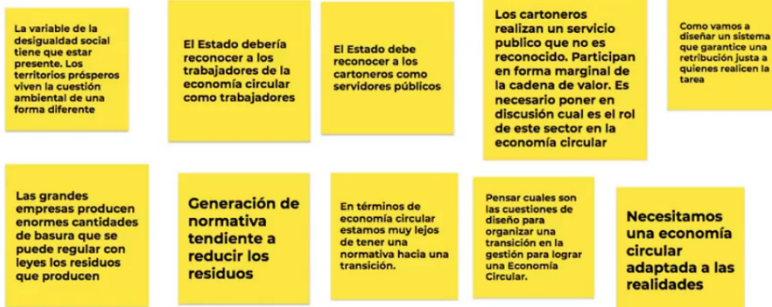 La variable de la
desigualdad social
tiene que estar
presente. Los
territorios prósperos
viven la cuestión
ambiental de una
forma diferente
El Estado debería
reconocer a los
trabajadores de la
economía circular
como trabajadores
El Estado debe
reconocer a los
cartoneros como
servidores públicos
Los cartoneros
realizan un servicio
publico que no es
reconocido. Participan
en forma marginal de
la cadena de valor. Es
necesario poner en
discusión cual es el rol
de este sector en la
economía circular
Como vamos a
diseñar un sistema
que garantice una
retribución justa a
quienes realicen la
tarea
Las grandes
empresas producen
enormes cantidades
de basura que se
puede regular con
leyes los residuos
que producen
Generación de
normativa
tendiente a
reducir los
residuos
En términos de
economía circular
estamos muy lejos
de tener una
normativa hacia una
transición.
Pensar cuales son
las cuestiones de
diseño para
organizar una
transición en la
gestión para lograr
una Economía
Circular.
Necesitamos
una economía
circular
adaptada a las
realidades